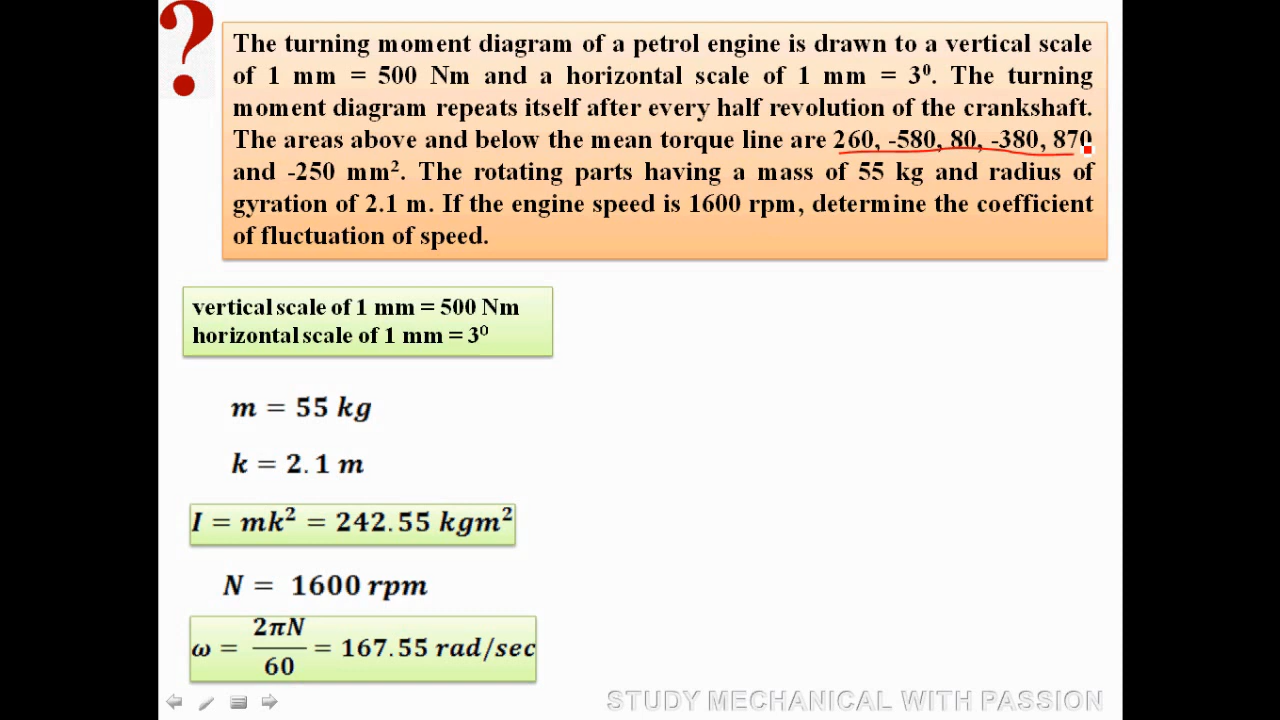 ?
The turning moment diagram of a petrol engine is drawn to a vertical scale
of 1 mm = 500 Nm and a horizontal scale of 1 mm = 3⁰. The turning
moment diagram repeats itself after every half revolution of the crankshaft.
The areas above and below the mean torque line are 260, -580, 80, -380, 870
and -250 mm². The rotating parts having a mass of 55 kg and radius of
gyration of 2.1 m. If the engine speed is 1600 rpm, determine the coefficient
of fluctuation of speed.
vertical scale of 1 mm = 500 Nm
horizontal scale of 1 mm = 3⁰
m = 55 kg
k = 2.1 m
I = mk² = 242.55 kgm²
N = 1600 rpm
ω = 2πN/60 = 167.55 rad/sec
STUDY MECHANICAL WITH PASSION